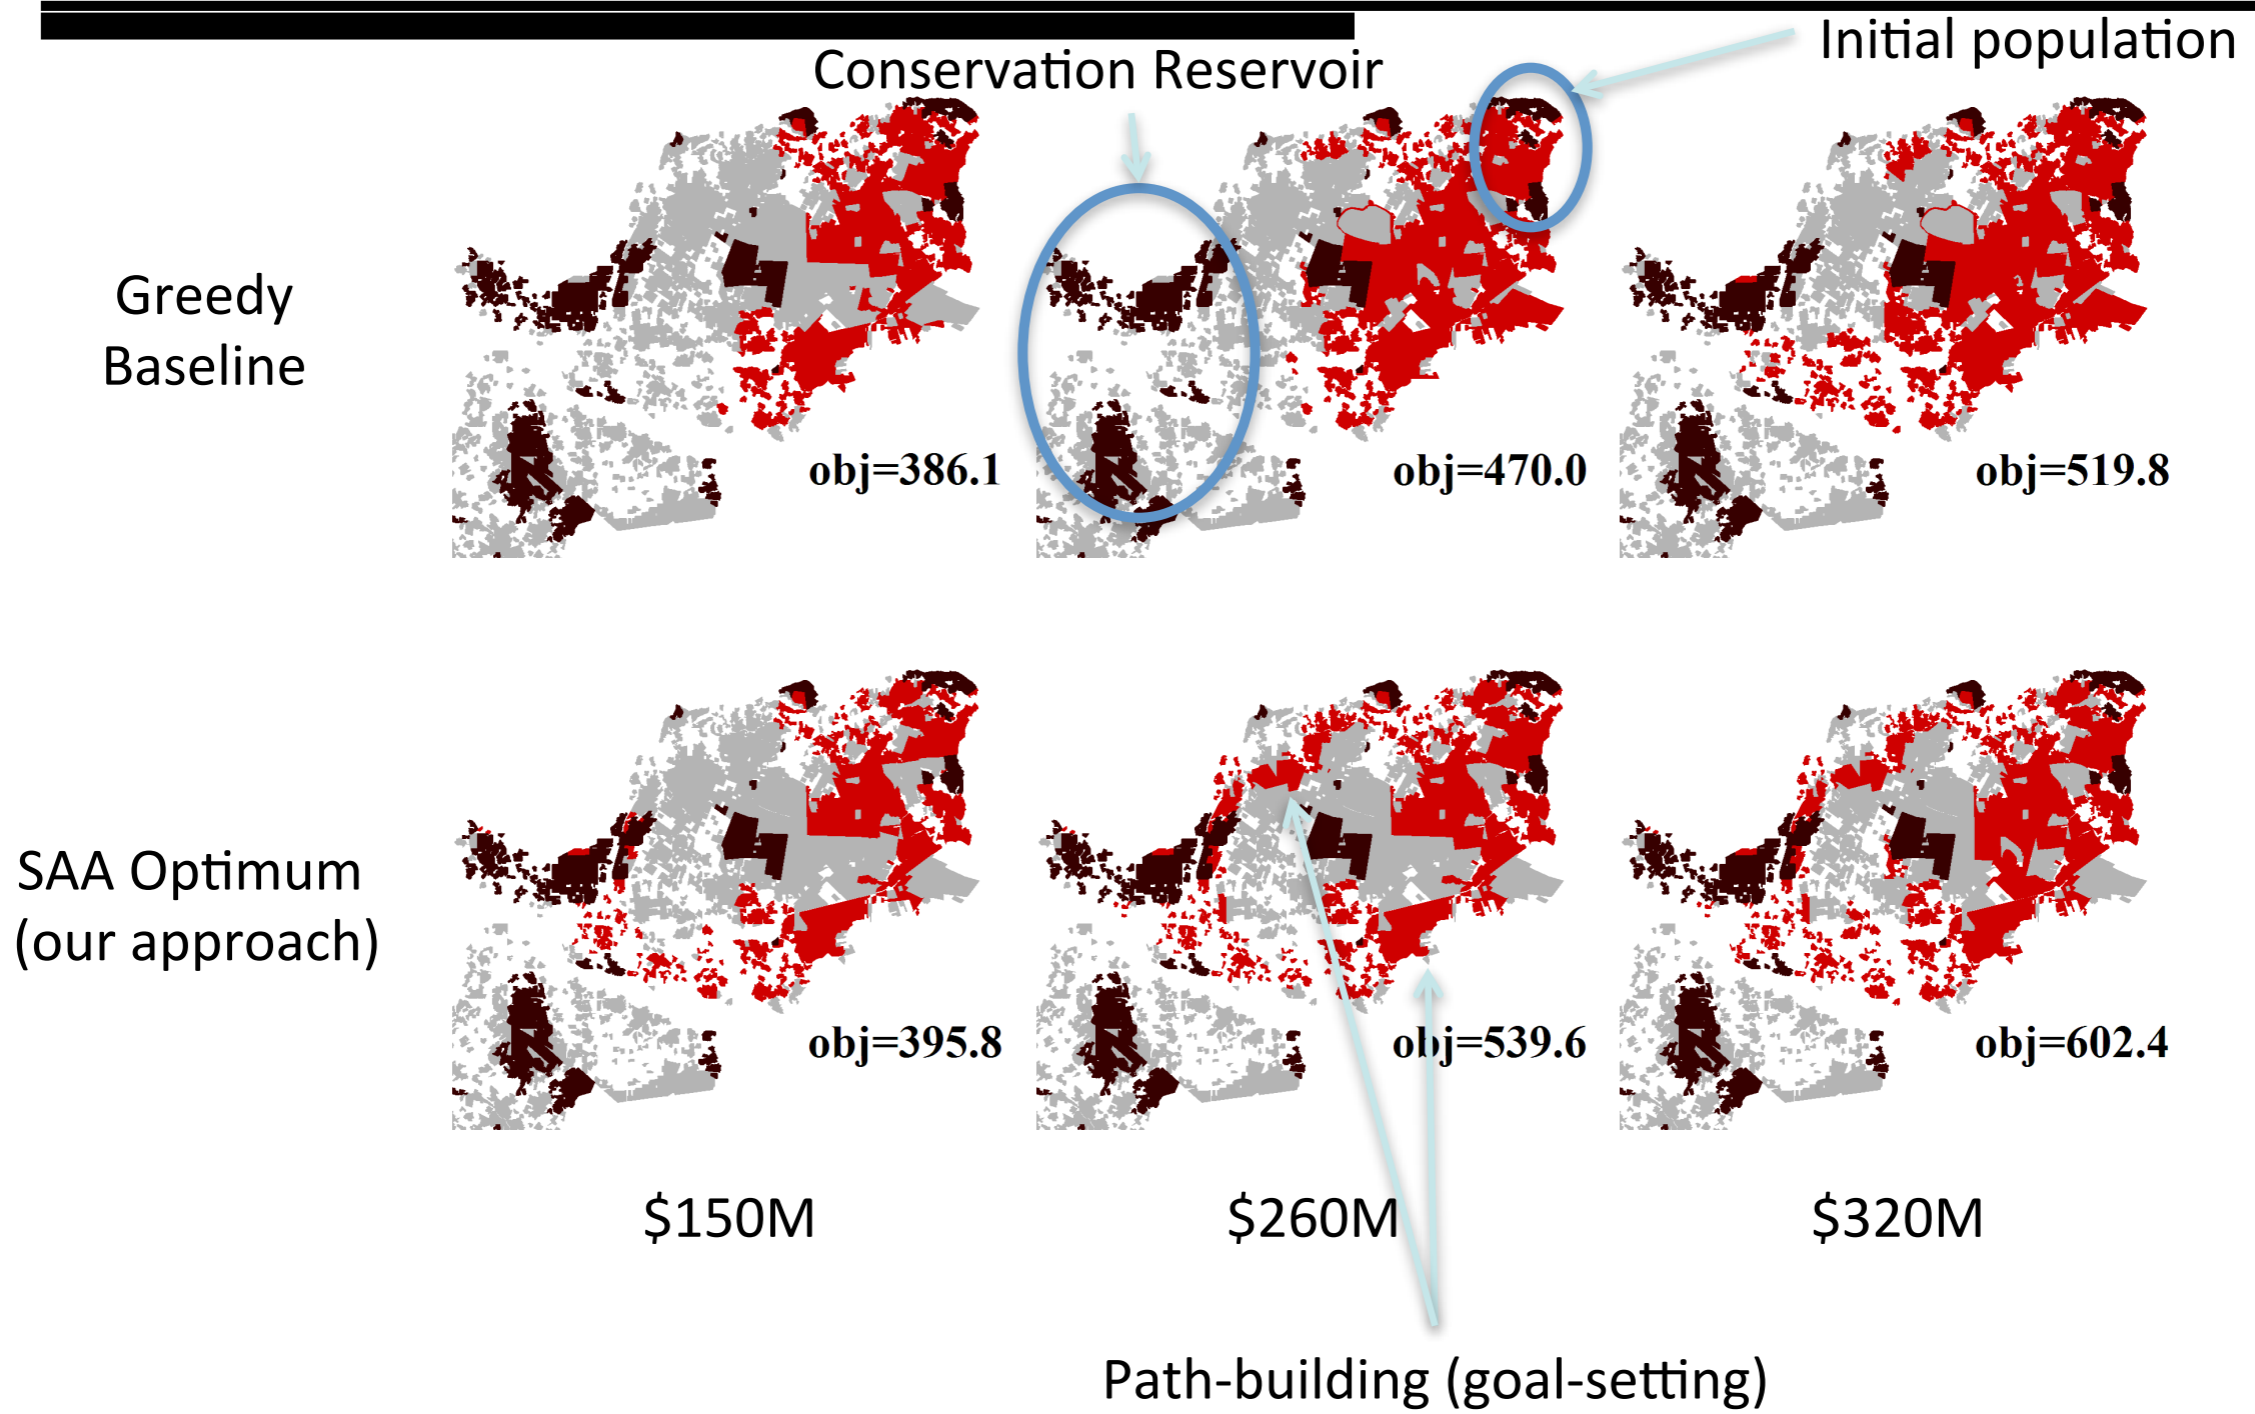 Initial population
Conservation Reservoir
Greedy
Baseline
obj=386.1
obj=470.0
obj=519.8
SAA Optimum
(our approach)
obj=395.8
obj=539.6
obj=602.4
$150M
$260M
$320M
Path-building (goal-setting)